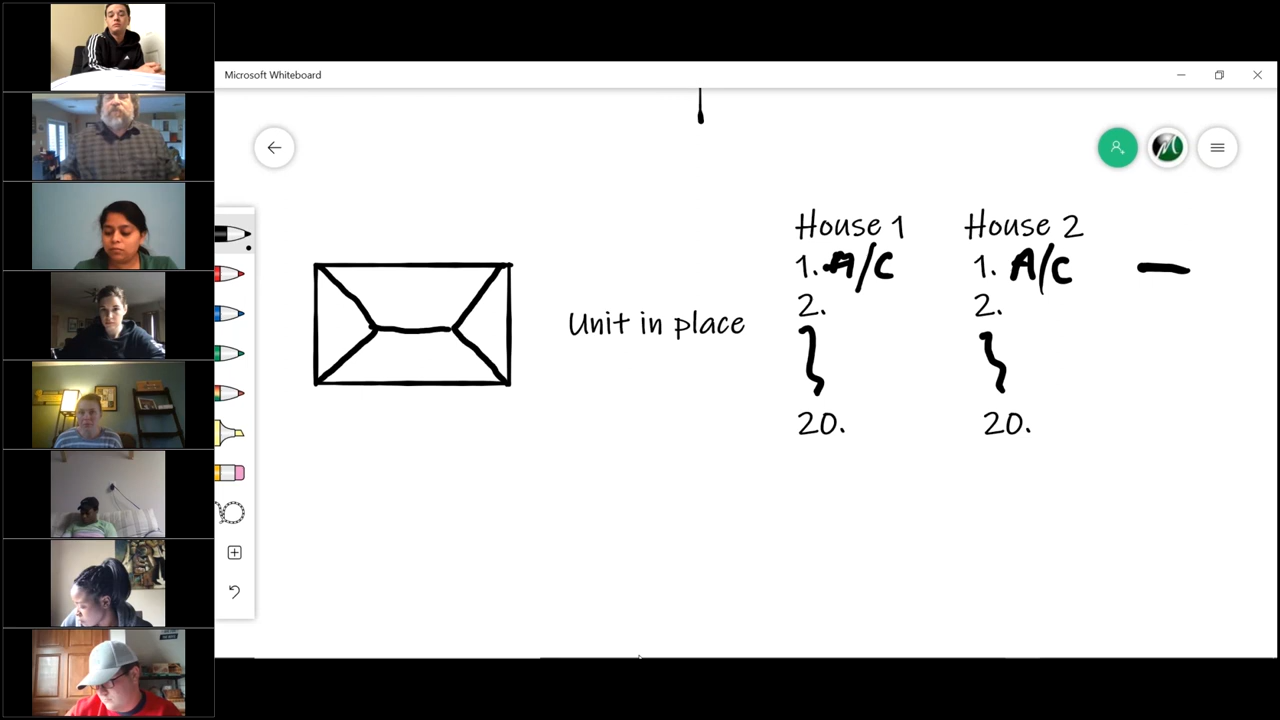 Microsoft Whiteboard
House 1 House 2
1. A/C 1. A/C
2. 2.
Unit in place
20. 20.